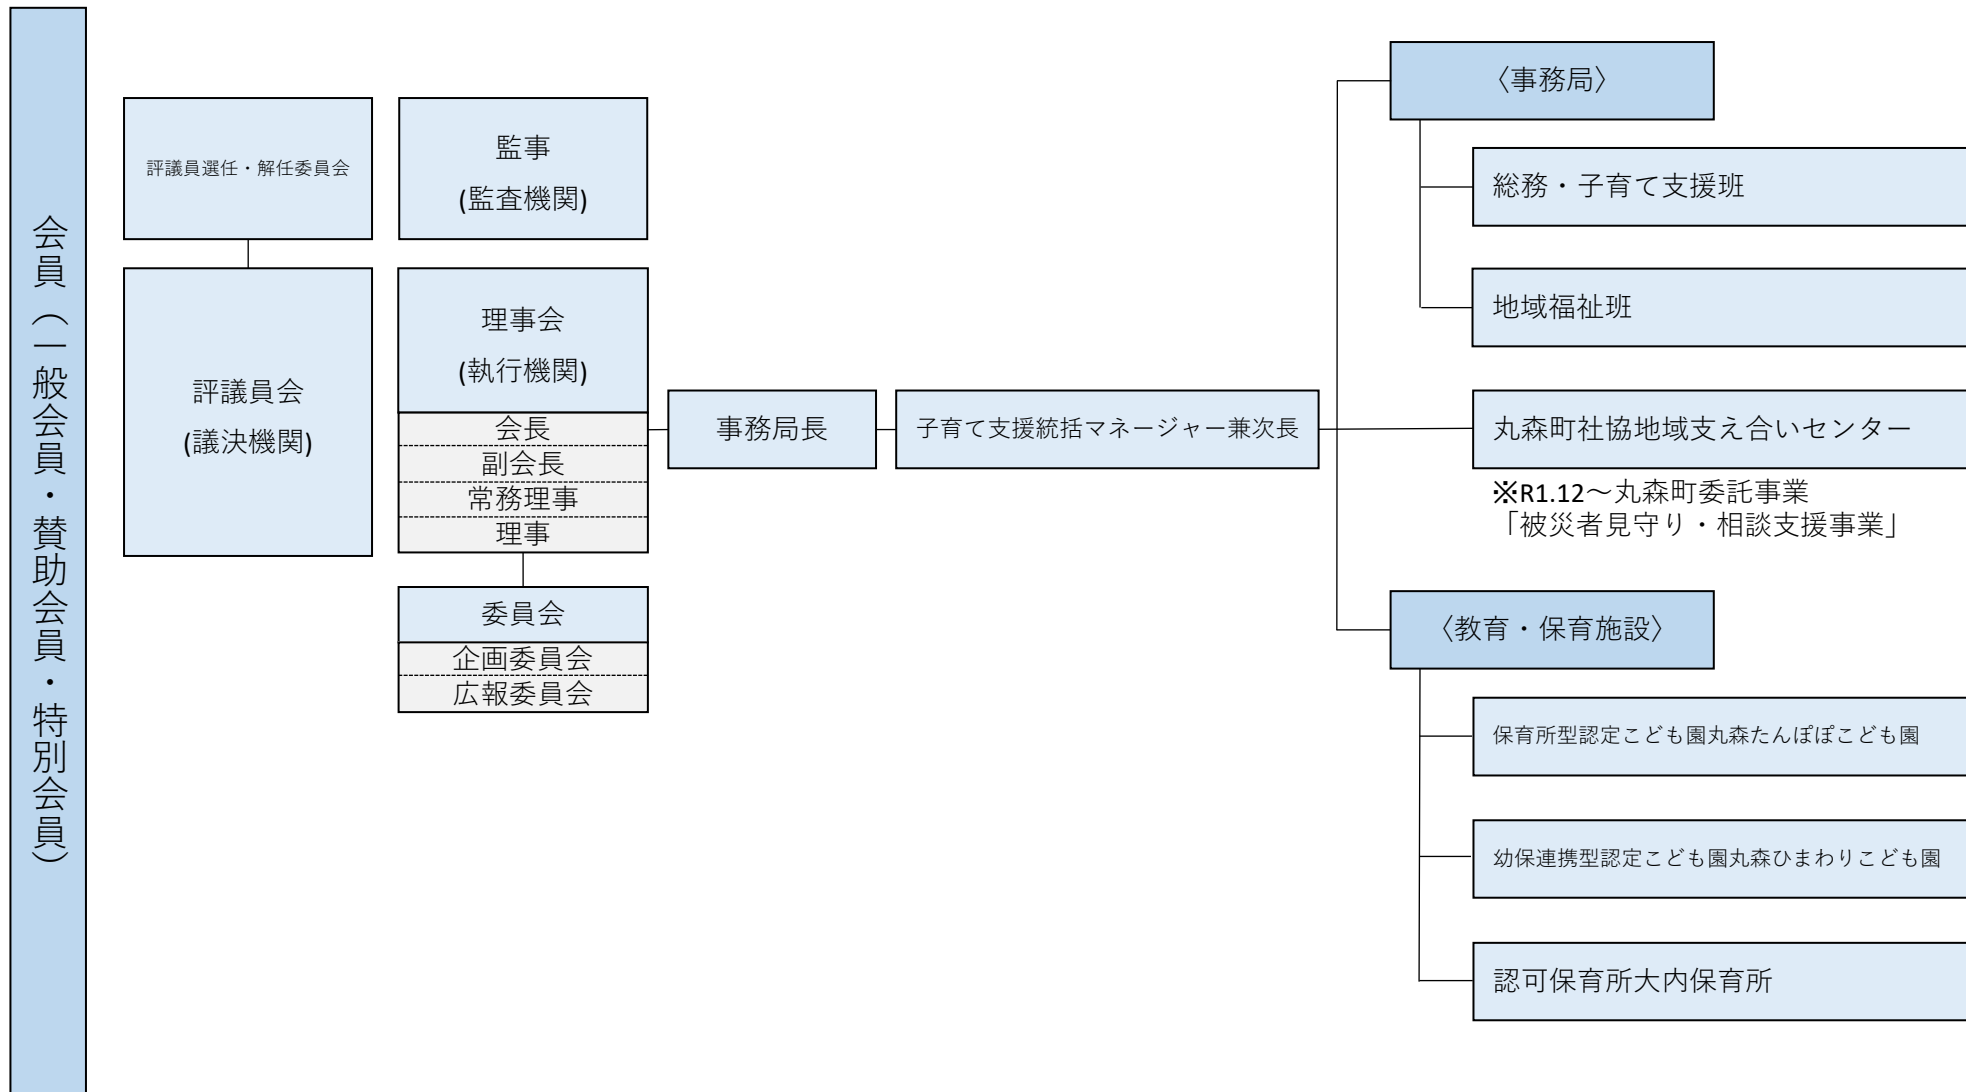 会員（一般会員・賛助会員・特別会員）
評議員選任・解任委員会
評議員会
(議決機関)
監事
(監査機関)
理事会
(執行機関)
会長
副会長
常務理事
理事
委員会
企画委員会
広報委員会
事務局長
子育て支援統括マネージャー兼次長
〈事務局〉
総務・子育て支援班
地域福祉班
丸森町社協地域支え合いセンター
※R1.12～丸森町委託事業
「被災者見守り・相談支援事業」
〈教育・保育施設〉
保育所型認定こども園丸森たんぽぽこども園
幼保連携型認定こども園丸森ひまわりこども園
認可保育所大内保育所